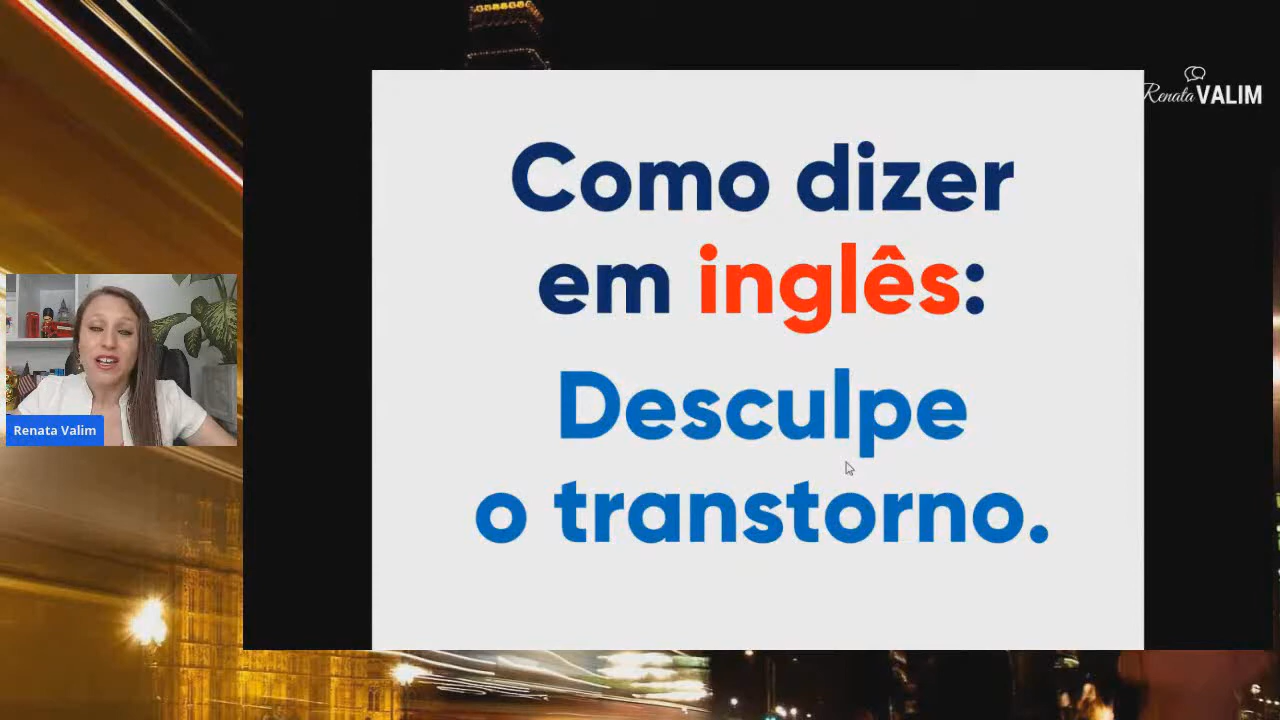 Renata VALIM
Como dizer
em inglês:
Desculpe
o transtorno.
Renata Valim